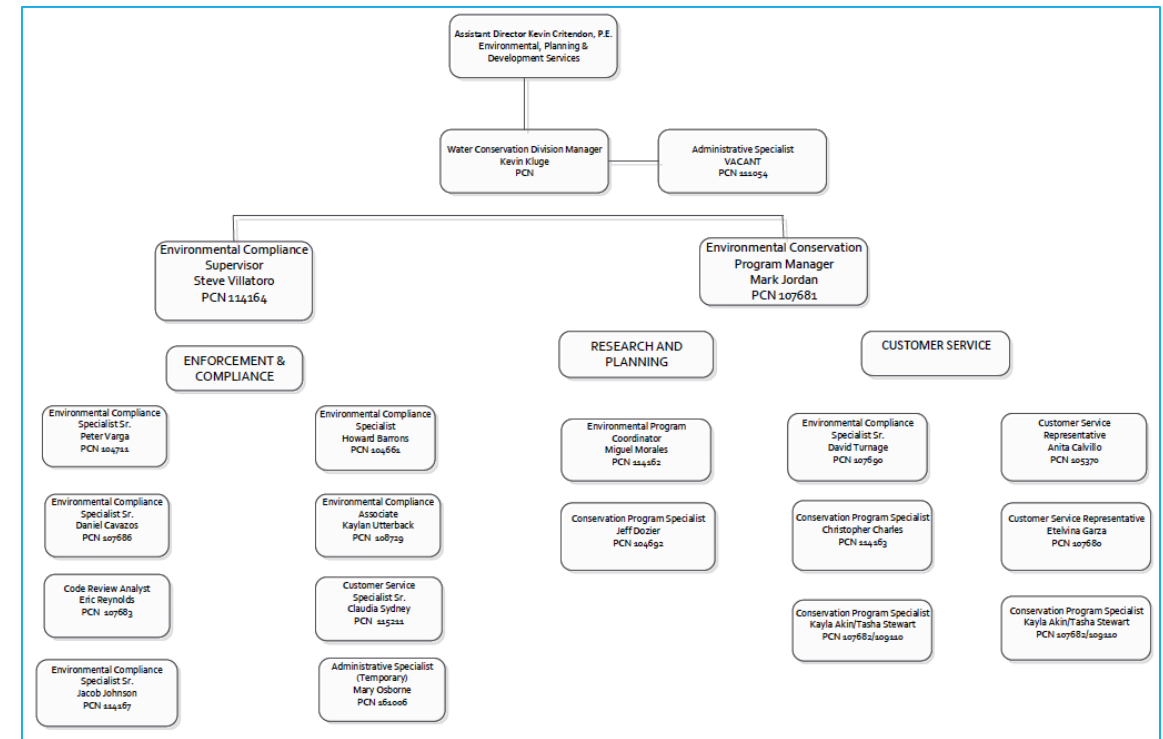 Assistant Director Kevin Critendon, P.E.
Environmental, Planning &
Development Services
Water Conservation Division Manager
Kevin Kluge
PCN
Administrative Specialist
VACANT
PCN 111054
Environmental Compliance
Supervisor
Steve Villatoro
PCN 114164
Environmental Conservation
Program Manager
Mark Jordan
PCN 107681
ENFORCEMENT &
COMPLIANCE
RESEARCH AND
PLANNING
CUSTOMER SERVICE
Environmental Compliance
Specialist Sr.
Peter Varga
PCN 104711
Environmental Compliance
Specialist
Howard Barrons
PCN 104661
Environmental Program
Coordinator
Miguel Morales
PCN 114162
Environmental Compliance
Specialist Sr.
David Turnage
PCN 107690
Customer Service
Representative
Anita Calvillo
PCN 105370
Environmental Compliance
Specialist Sr.
Daniel Cavazos
PCN 107686
Environmental Compliance
Associate
Kaylan Utterback
PCN 108729
Conservation Program Specialist
Jeff Dozier
PCN 104692
Conservation Program Specialist
Christopher Charles
PCN 114163
Customer Service Representative
Etelvina Garza
PCN 107680
Code Review Analyst
Eric Reynolds
PCN 107683
Customer Service
Specialist Sr.
Claudia Sydney
PCN 115211
Conservation Program Specialist
Kayla Akin/Tasha Stewart
PCN 107682/109110
Conservation Program Specialist
Kayla Akin/Tasha Stewart
PCN 107682/109110
Environmental Compliance
Specialist Sr.
Jacob Johnson
PCN 114167
Administrative Specialist
(Temporary)
Mary Osborne
PCN 161006